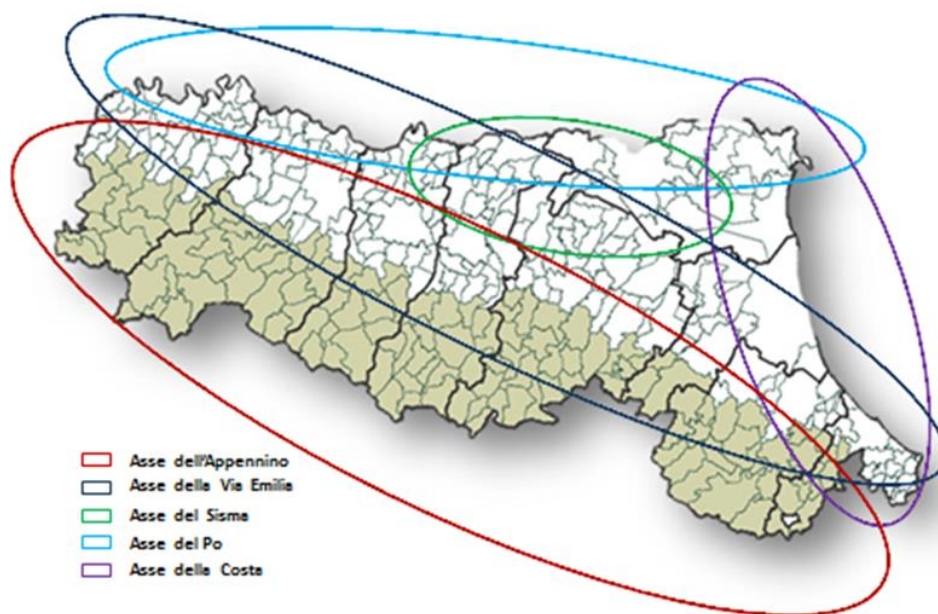 Asse dell'Appennino
Asse della Via Emilia
Asse del Sisma
Asse del Po
Asse della Costa